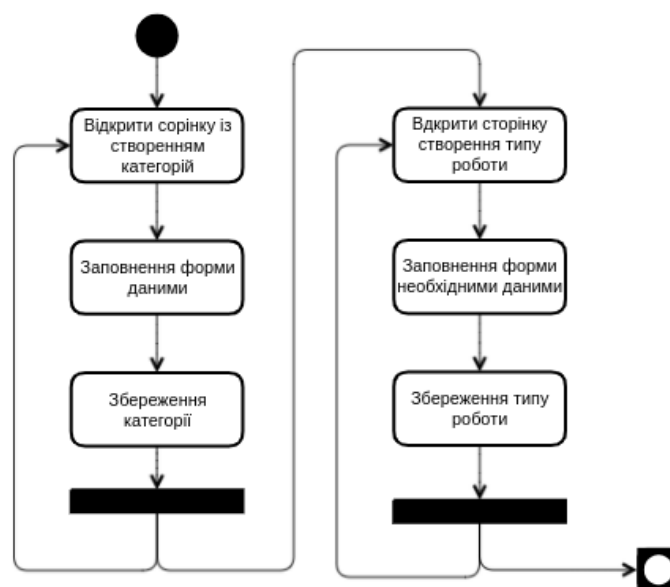 Відкрити сорінку із
створенням
категорій
Заповнення форми
даними
Збереження
категорії
Вдкрити сторінку
створення типу
роботи
Заповнення форми
необхідними даними
Збереження типу
роботи